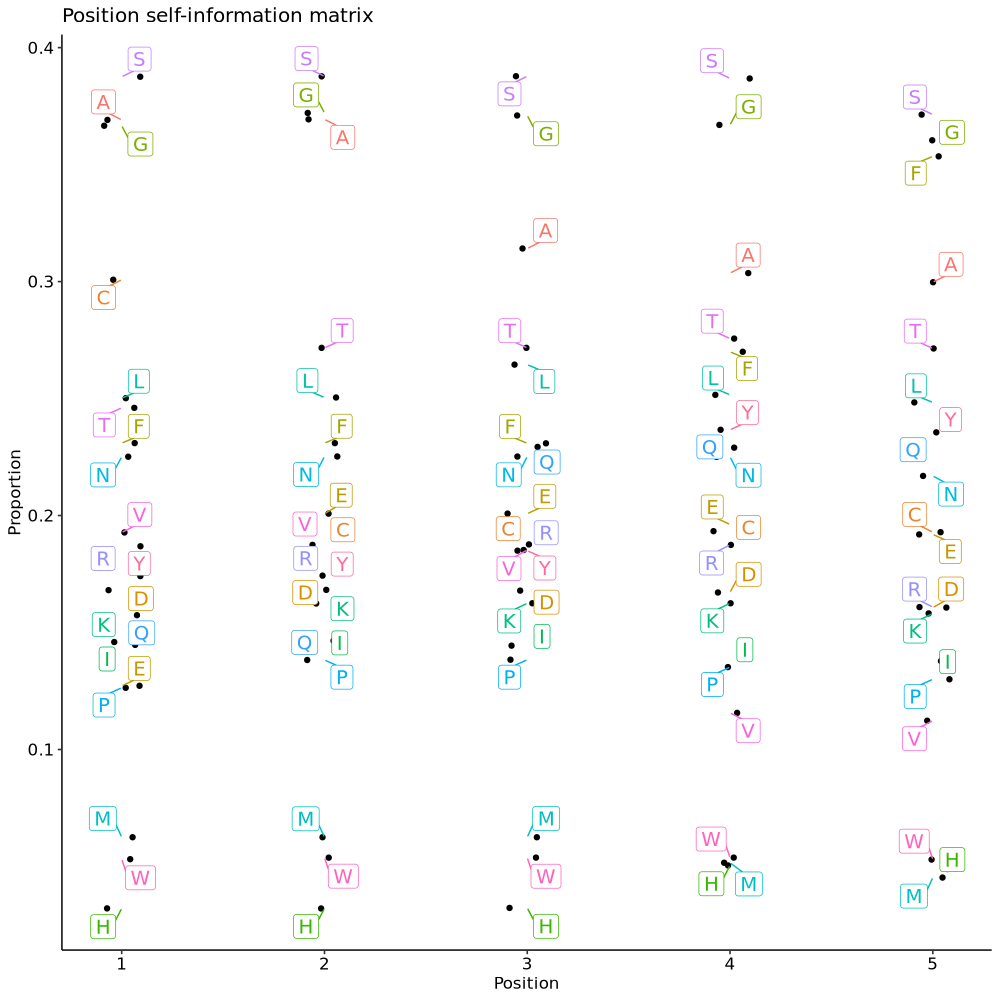 Position self-information matrix
0.4
S
S
S
S
S
A
G
G
A
G
G
G
F
A
A
A
0.3
C
T
T
T
T
L
T
L
L
F
L
L
F
F
F
Y
Y
N
N
N
Q
Q
N
Q
N
Proportion
0.2
V
E
V
C
E
C
R
E
C
C
E
R
Y
R
Y
V
Y
R
D
D
D
K
D
K
D
K
R
D
K
K
Q
Q
I
I
I
I
I
E
P
P
P
P
P
V
V
0.1
M
M
M
W
W
H
W
W
W
H
M
M
H
H
H
1
2
3
4
5
Position